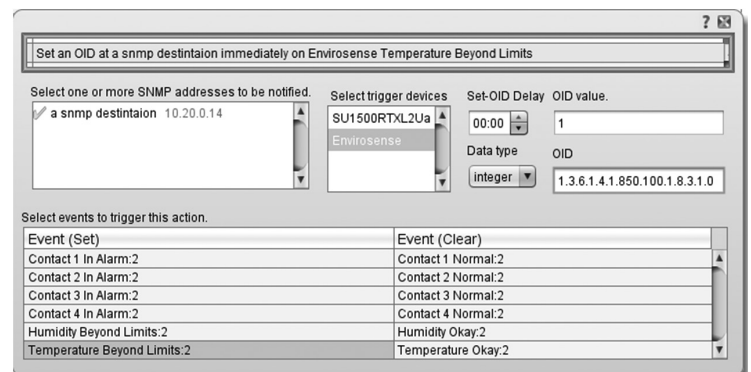 ?
Set an OID at a snmp destintaion immediately on Envirosense Temperature Beyond Limits
Select one or more SNMP addresses to be notified.
a snmp destintaion 10.20.0.14
Select trigger devices
SU1500RTXL2Ua
Envirosense
Set-OID Delay
00:00
OID value.
1
Data type
integer
OID
1.3.6.1.4.1.850.100.1.8.3.1.0
Select events to trigger this action.
Event (Set) Event (Clear)
Contact 1 In Alarm:2 Contact 1 Normal:2
Contact 2 In Alarm:2 Contact 2 Normal:2
Contact 3 In Alarm:2 Contact 3 Normal:2
Contact 4 In Alarm:2 Contact 4 Normal:2
Humidity Beyond Limits:2 Humidity Okay:2
Temperature Beyond Limits:2 Temperature Okay:2